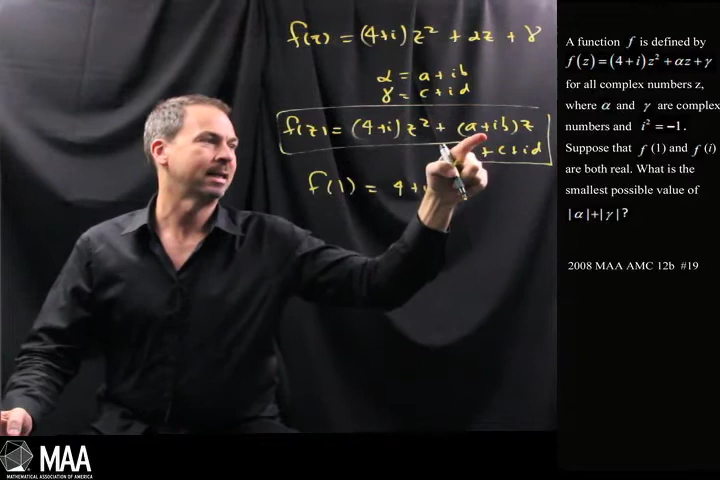 f(z) = (4+i) z² + αz + γ
α = a + ib
γ = c + id
f(z) = (4+i) z² + (a+ib) z
+ c + id
f(1) = 4+i
A function f is defined by
f(z)=(4+i)z²+αz+γ
for all complex numbers z,
where α and γ are complex
numbers and i²=−1.
Suppose that f(1) and f(i)
are both real. What is the
smallest possible value of
|α|+|γ|?
2008 MAA AMC 12b #19
MAA
MATHEMATICAL ASSOCIATION OF AMERICA